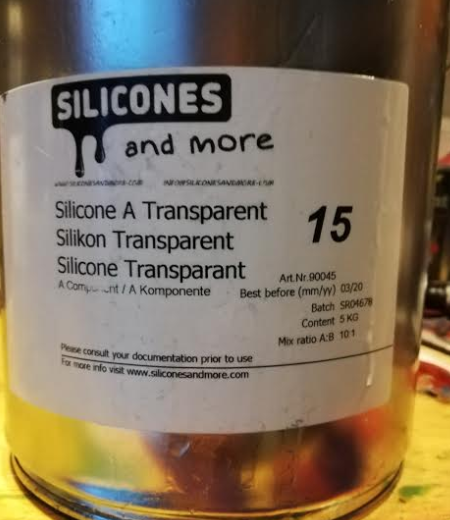 SILICONES
and more
Silicone A Transparent
Silikon Transparent
Silicone Transparant
15
A / A Komponente
Art.Nr.90045
Best before (mm/yy) 03/20
Batch SR04678
Content 5 KG
Mix ratio A:B 10:1
Please consult your documentation prior to use
For more info visit www.siliconesandmore.com